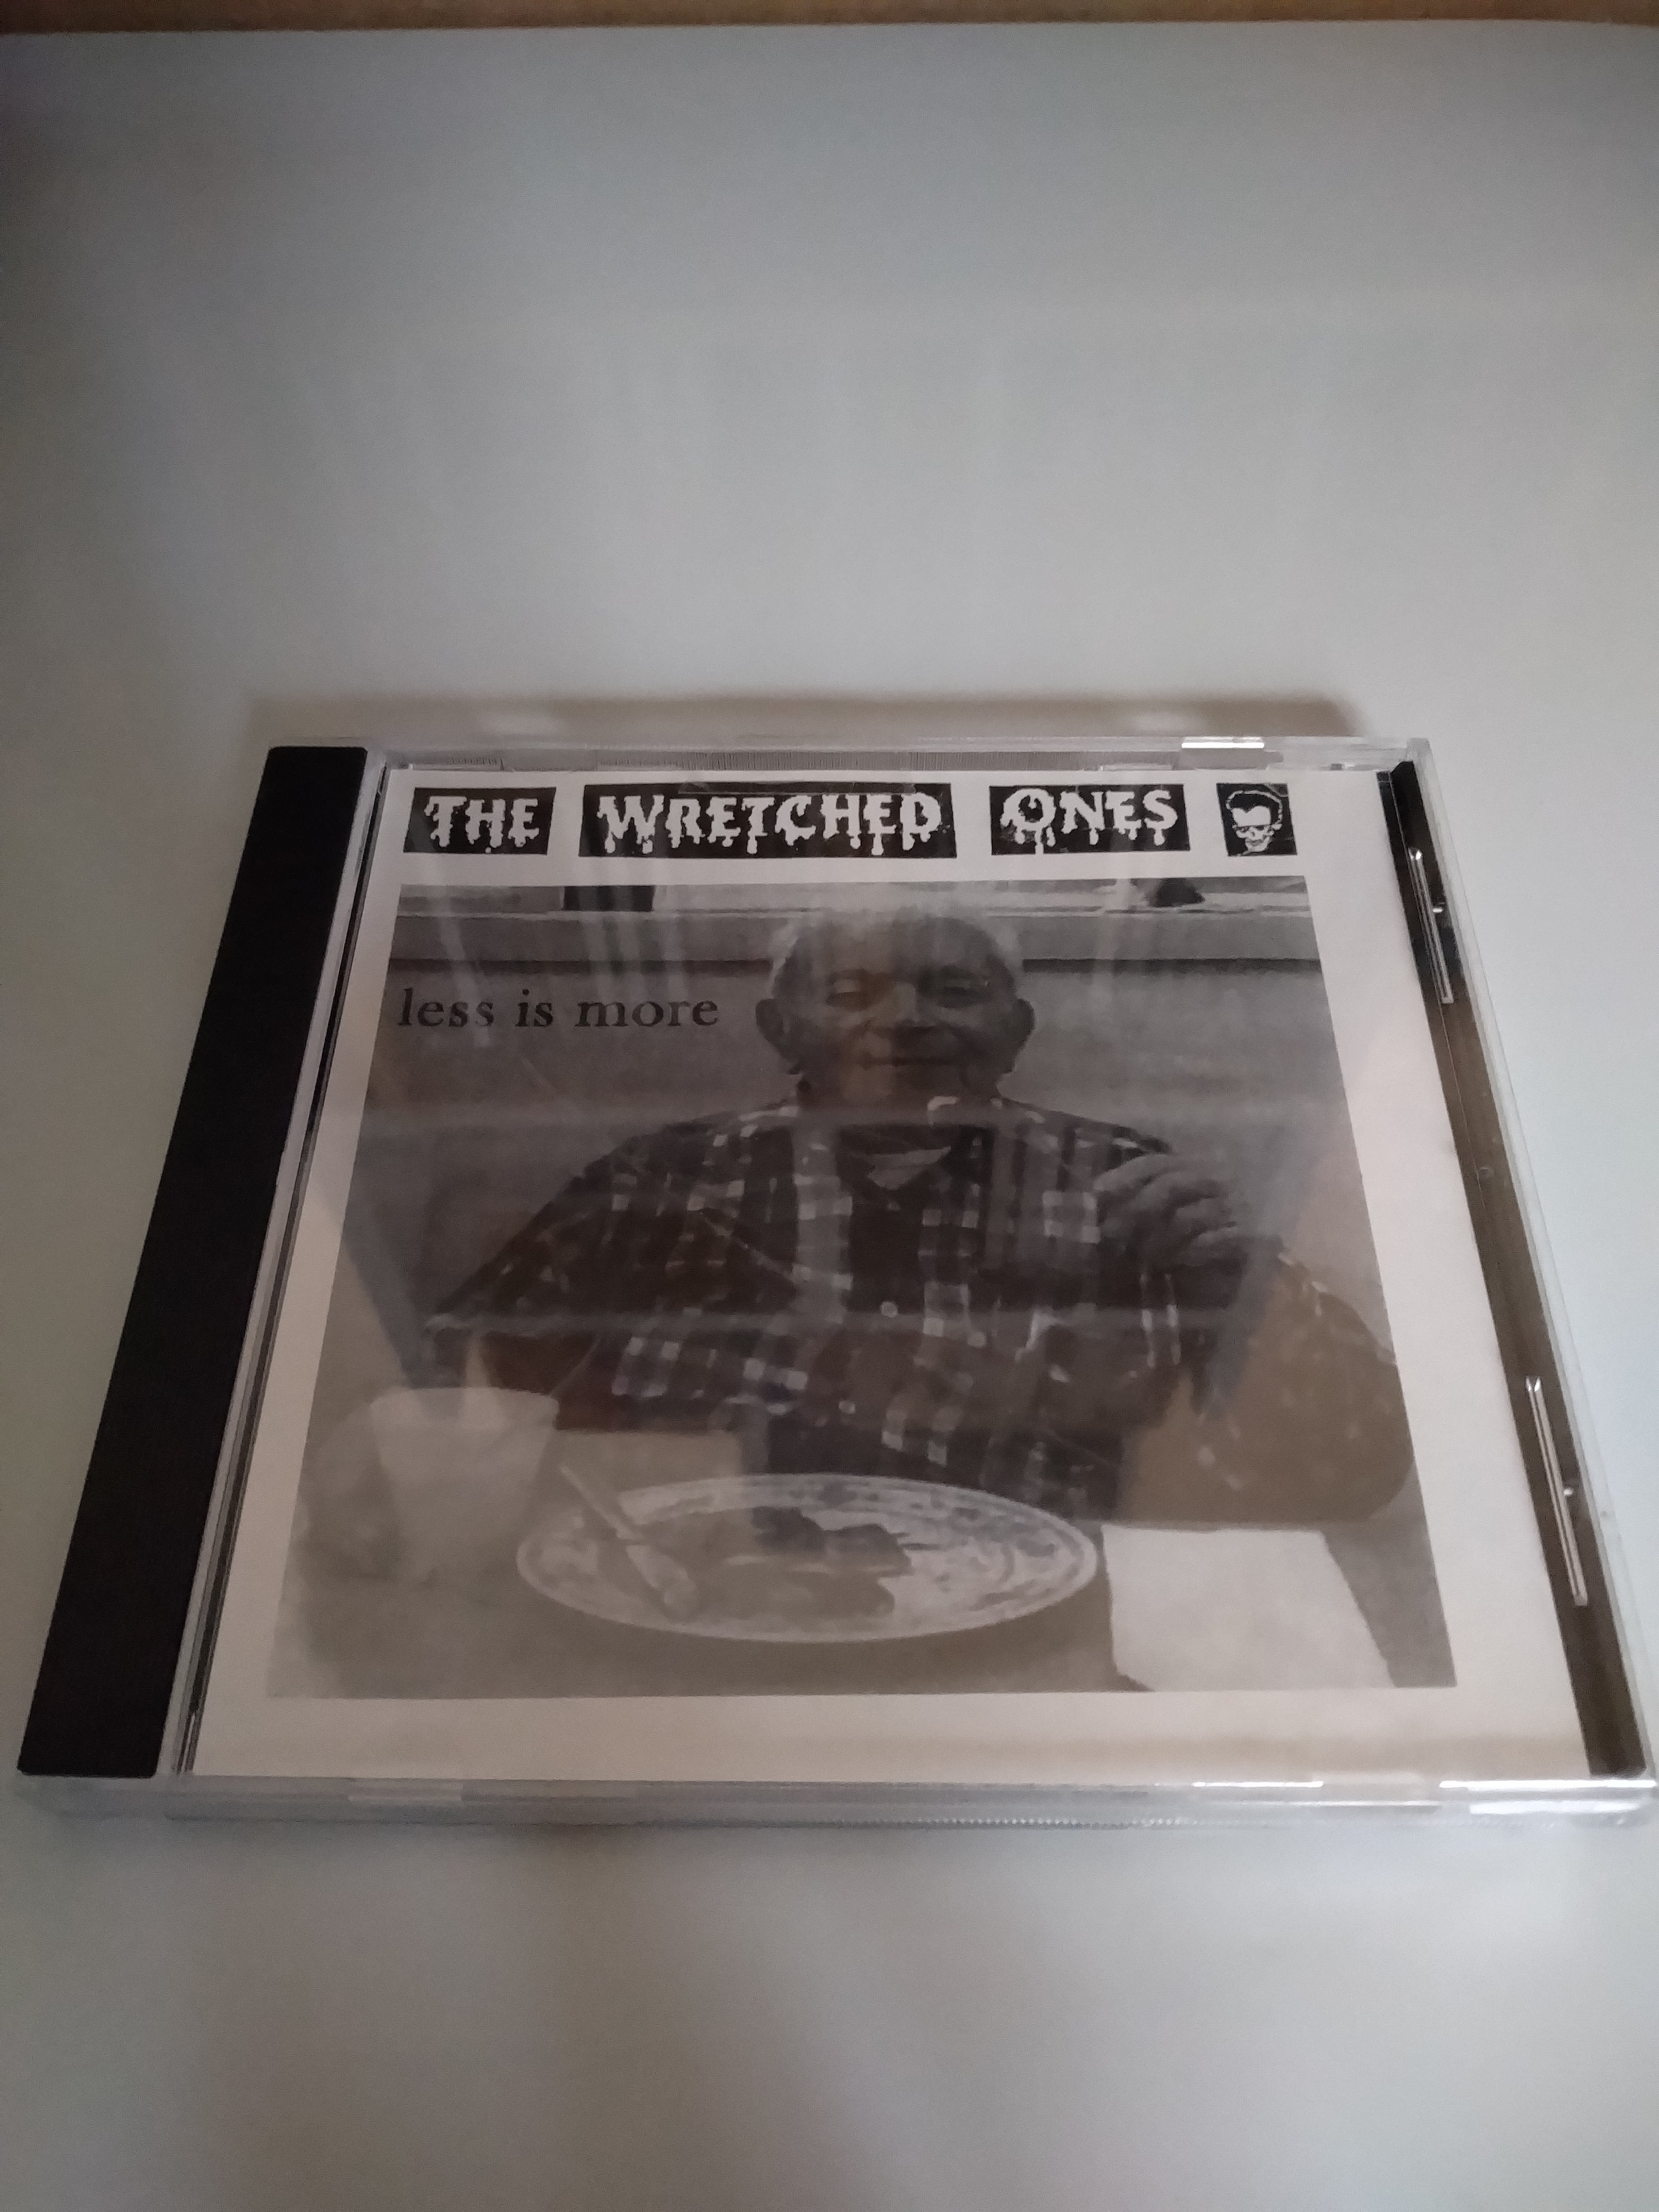 THE WRETCHED ONES
less is more